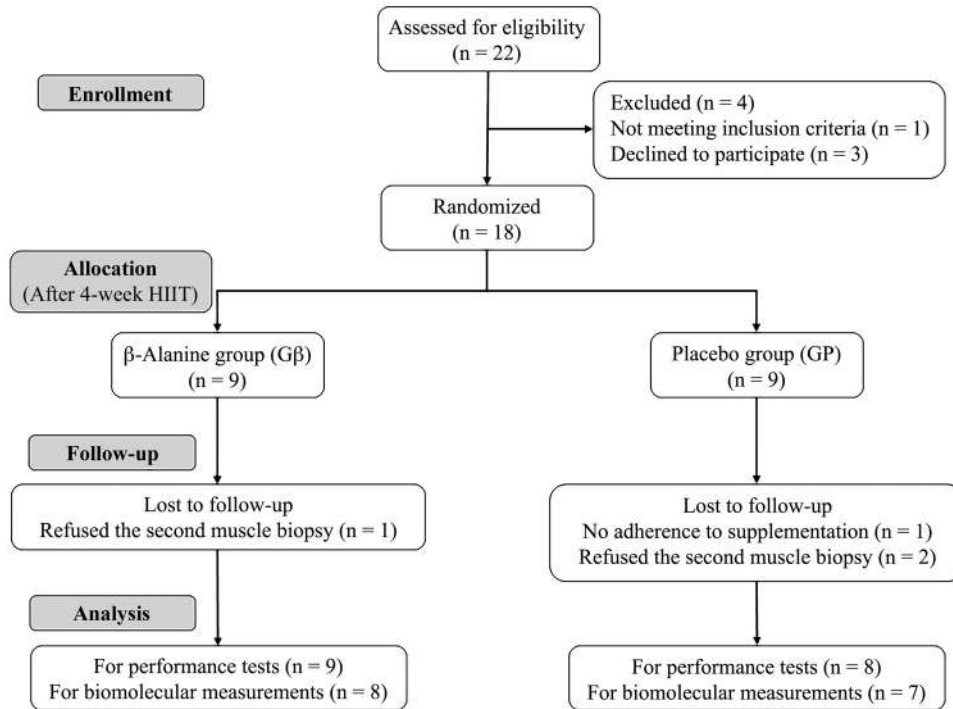 Assessed for eligibility
(n = 22)
Enrollment
Excluded (n = 4)
Not meeting inclusion criteria (n = 1)
Declined to participate (n = 3)
Randomized
(n = 18)
Allocation
(After 4-week HIIT)
β-Alanine group (Gβ)
(n = 9)
Placebo group (GP)
(n = 9)
Follow-up
Lost to follow-up
Refused the second muscle biopsy (n = 1)
Lost to follow-up
No adherence to supplementation (n = 1)
Refused the second muscle biopsy (n = 2)
Analysis
For performance tests (n = 9)
For biomolecular measurements (n = 8)
For performance tests (n = 8)
For biomolecular measurements (n = 7)